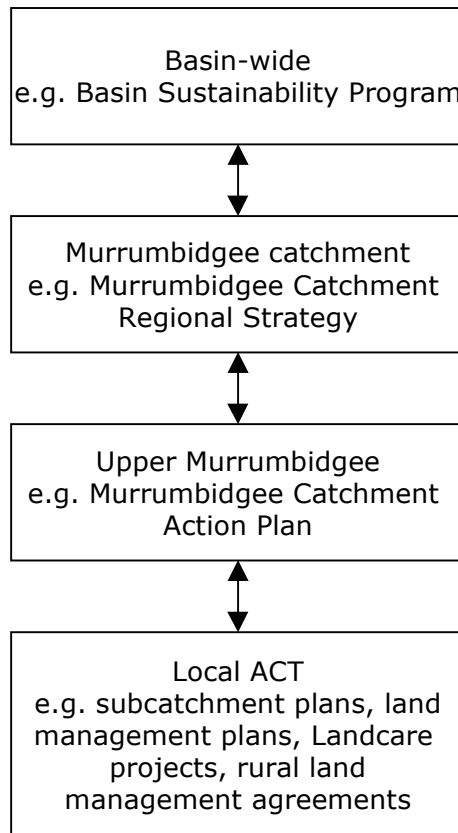 Basin-wide
e.g. Basin Sustainability Program
Murrumbidgee catchment
e.g. Murrumbidgee Catchment
Regional Strategy
Upper Murrumbidgee
e.g. Murrumbidgee Catchment
Action Plan
Local ACT
e.g. subcatchment plans, land
management plans, Landcare
projects, rural land
management agreements